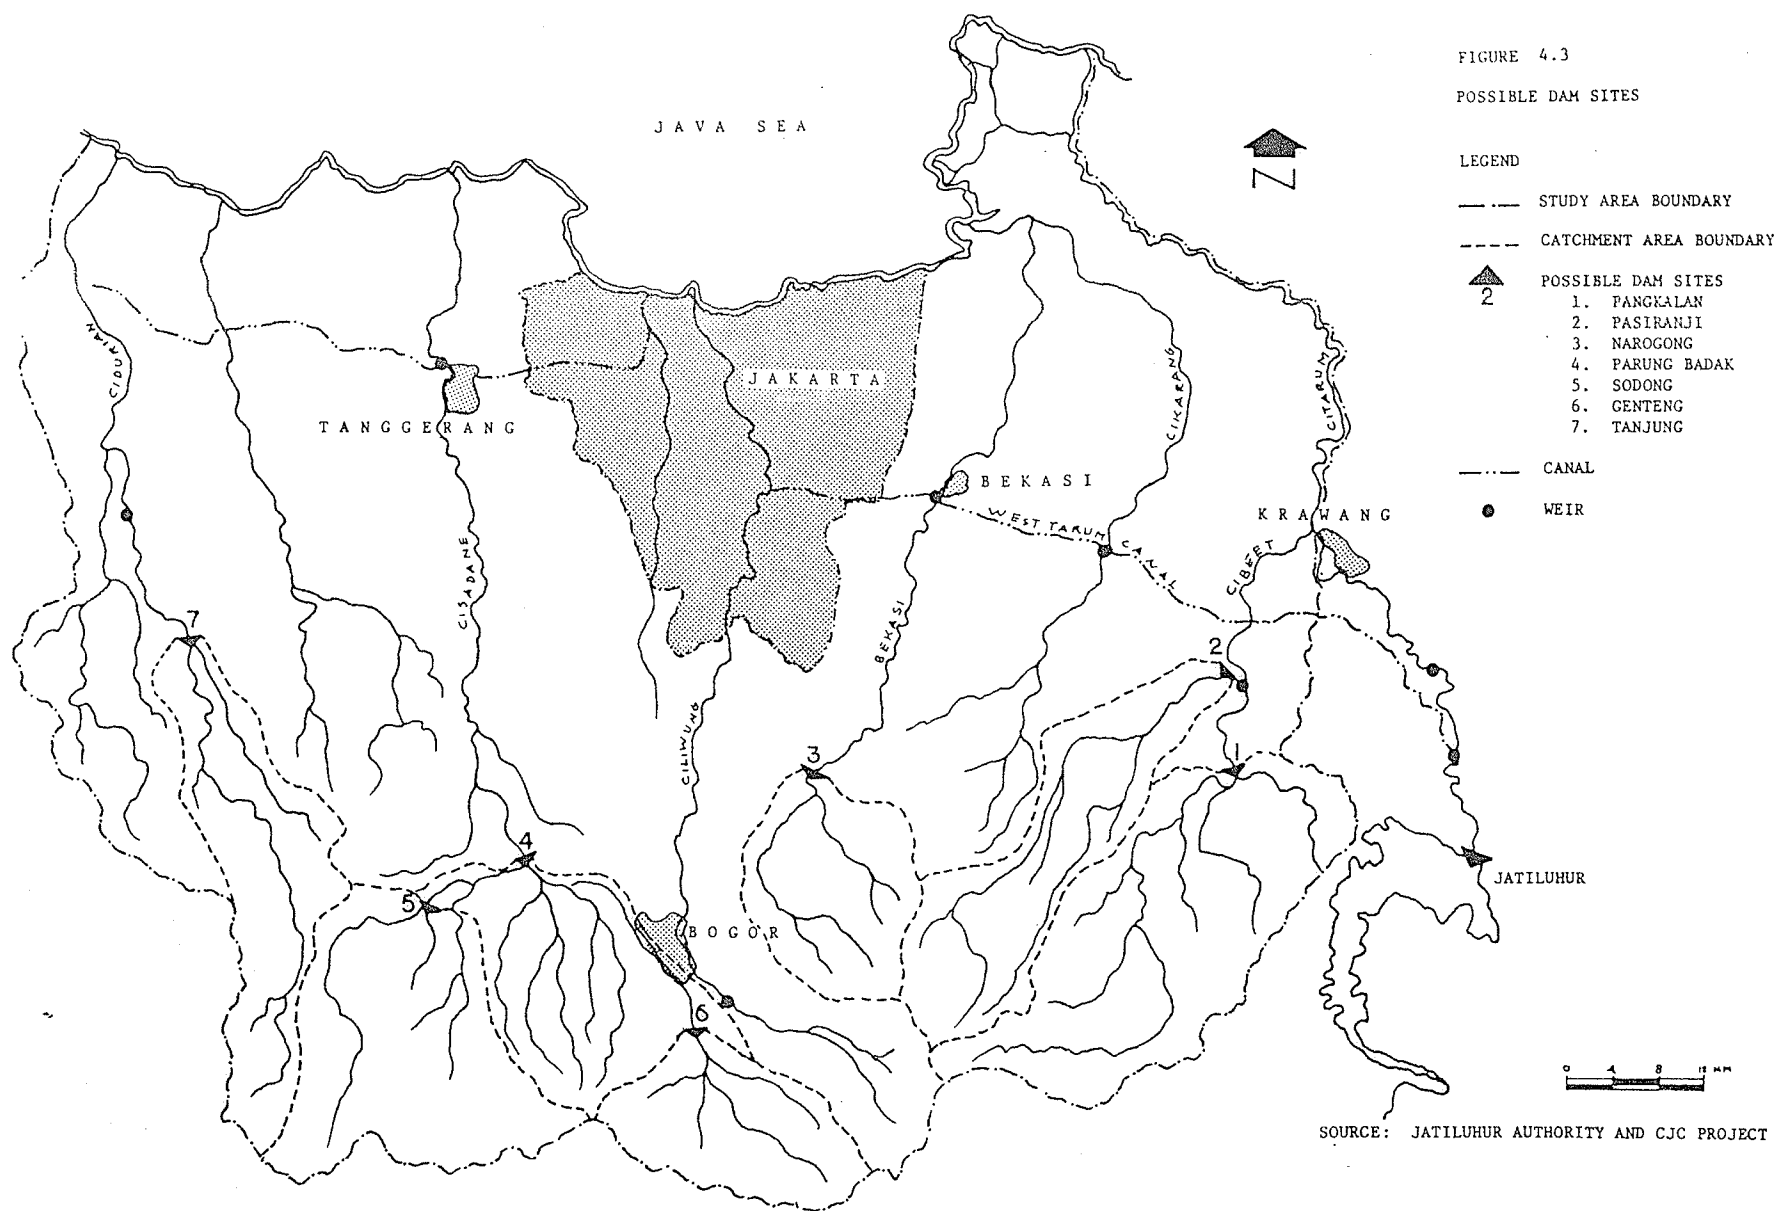 FIGURE 4.3
POSSIBLE DAM SITES
LEGEND
STUDY AREA BOUNDARY
CATCHMENT AREA BOUNDARY
2
POSSIBLE DAM SITES
1. PANGKALAN
2. PASIRANJI
3. NAROGONG
4. PARUNG BADAK
5. SODONG
6. GENTENG
7. TANJUNG
CANAL
WEIR
JAVA SEA
N
CIDURIAN
JAKARTA
CIKARANG
CITARUM
TANGGERANG
BEKASI
WEST TARUM CANAL
KRAWANG
CISADANE
CIBEET
BEKASI
7
2
CILIWUNG
3
1
4
JATILUHUR
5
BOGOR
6
0 4 8 12 KM
SOURCE: JATILUHUR AUTHORITY AND CJC PROJECT